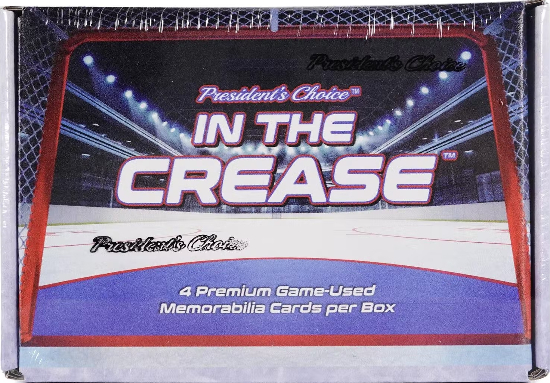 President's Choice
President's Choice™
IN THE
CREASE™
President's Choice
4 Premium Game-Used
Memorabilia Cards per Box